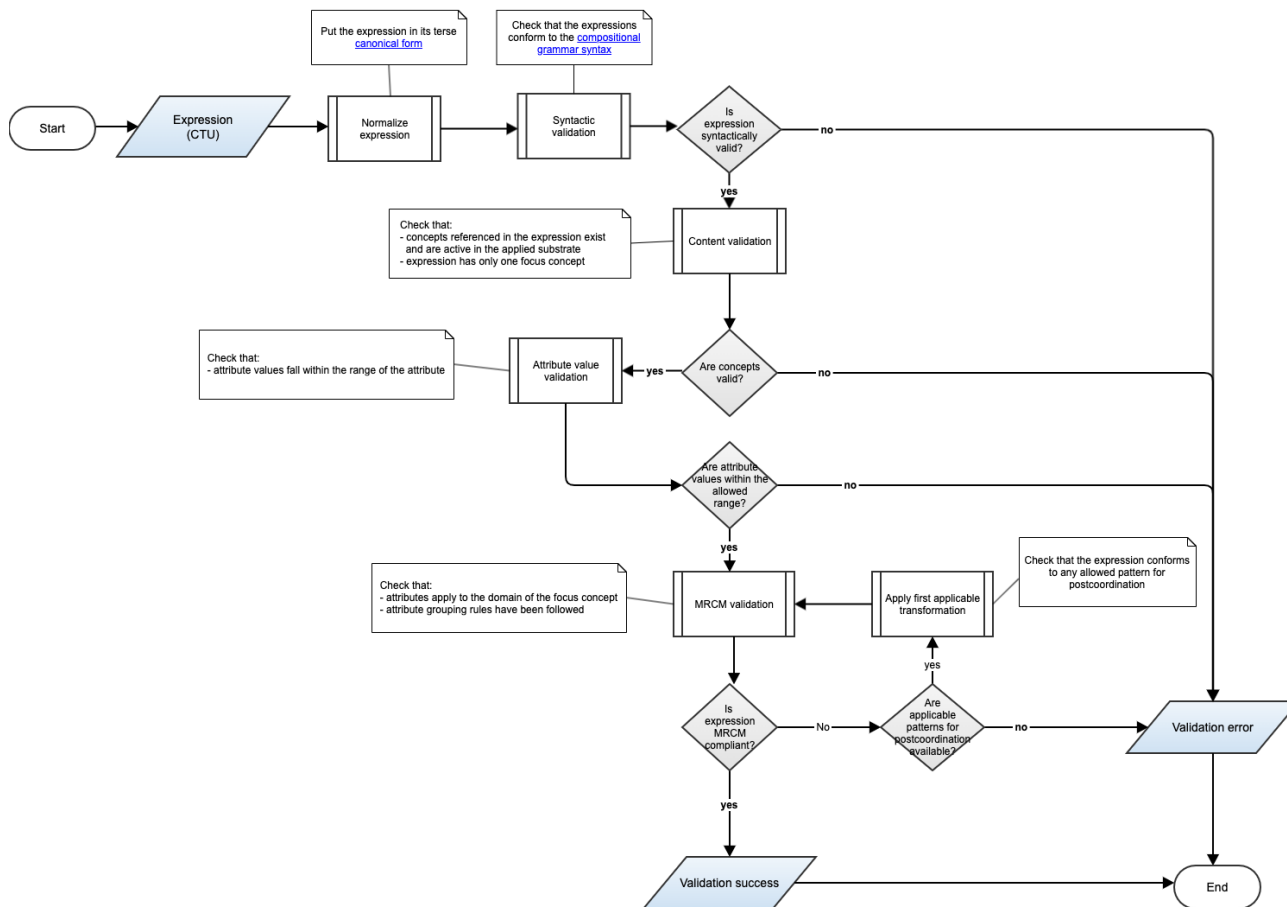 Put the expression in its terse
canonical form
Check that the expressions
conform to the compositional
grammar syntax
Start
Expression
(CTU)
Normalize
expression
Syntactic
validation
Is
expression
syntactically
valid?
no
yes
Check that:
- concepts referenced in the expression exist
and are active in the applied substrate
- expression has only one focus concept
Content validation
Check that:
- attribute values fall within the range of the attribute
Attribute value
validation
yes
Are concepts
valid?
no
Are attribute
values within the
allowed
range?
no
yes
Check that:
- attributes apply to the domain of the focus concept
- attribute grouping rules have been followed
MRCM validation
Apply first applicable
transformation
Check that the expression conforms
to any allowed pattern for
postcoordination
yes
Is
expression
MRCM
compliant?
No
Are
applicable
patterns for
postcoordination
available?
no
Validation error
yes
Validation success
End